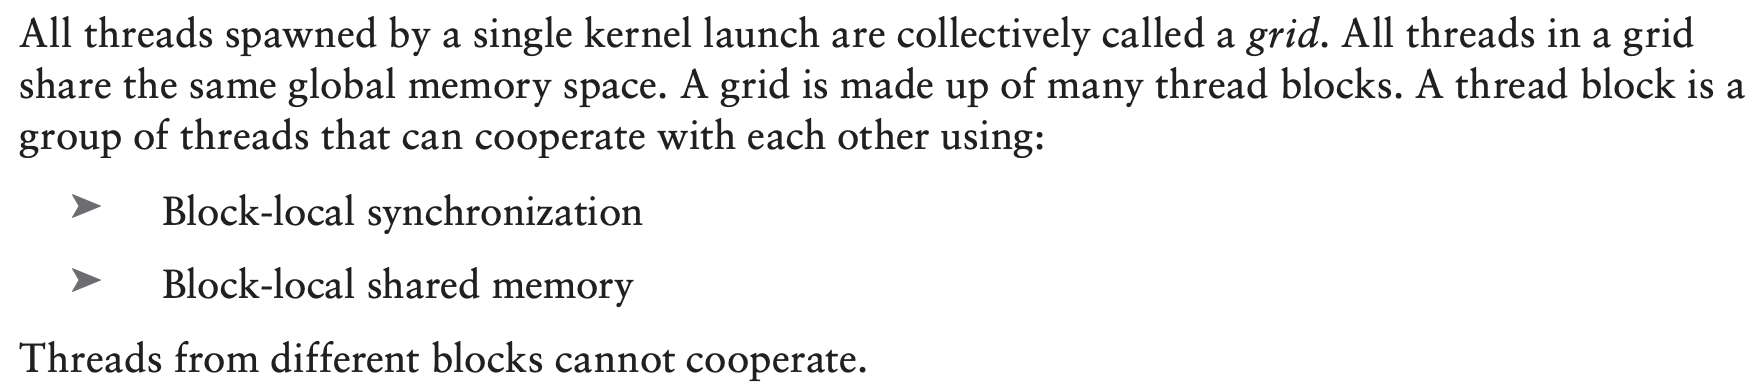 All threads spawned by a single kernel launch are collectively called a grid. All threads in a grid
share the same global memory space. A grid is made up of many thread blocks. A thread block is a
group of threads that can cooperate with each other using:
➤ Block-local synchronization
➤ Block-local shared memory
Threads from different blocks cannot cooperate.